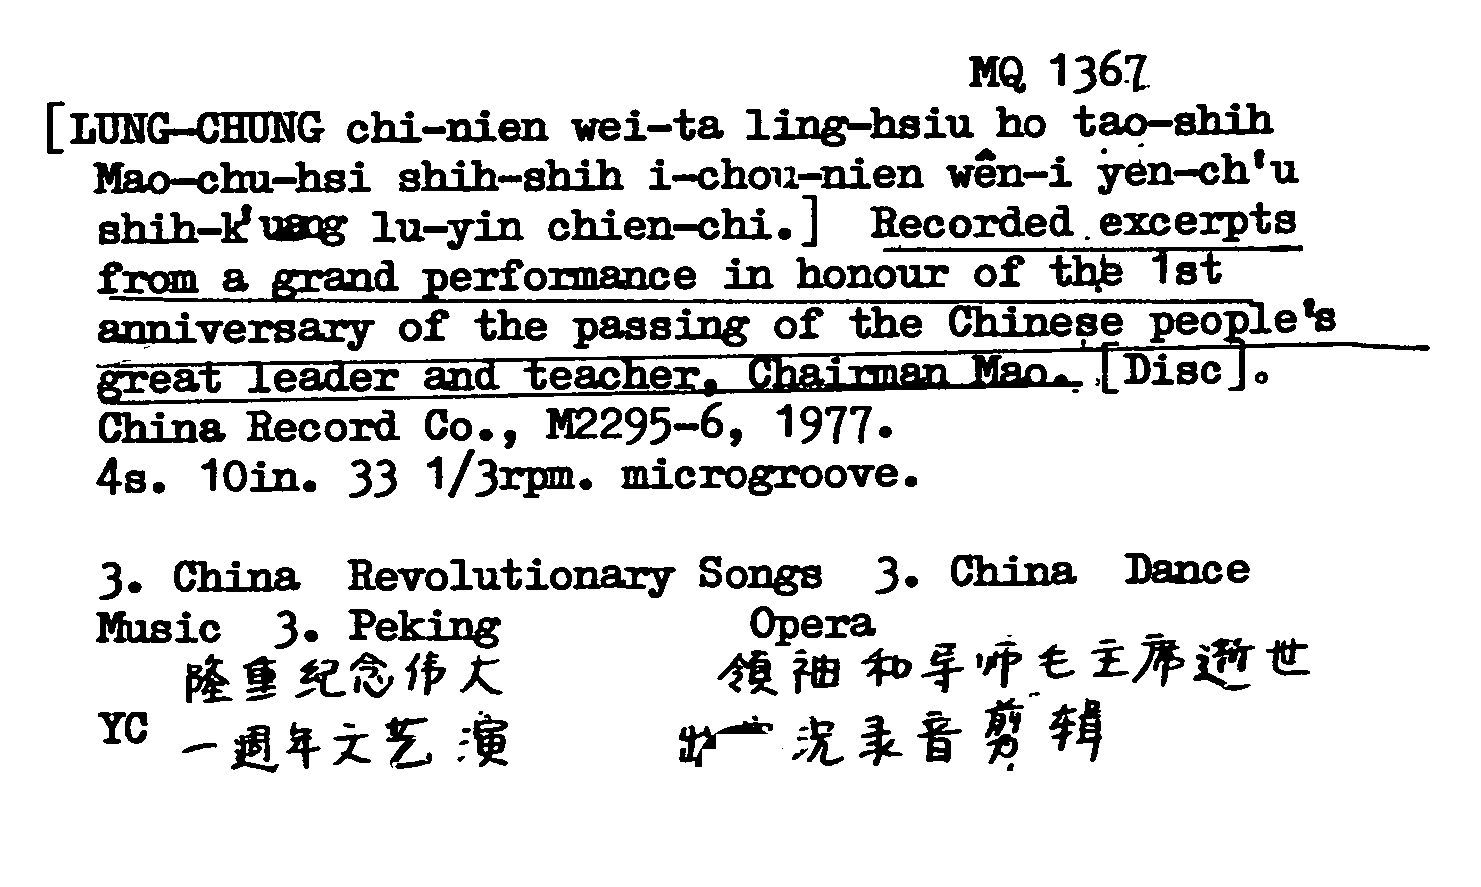 MQ 1367
[LUNG-CHUNG chi-nien wei-ta ling-hsiu ho tao-shih
Mao-chu-hsi shih-shih i-chou-nien wên-i yen-ch'u
shih-k'uang lu-yin chien-chi.] Recorded excerpts
from a grand performance in honour of the 1st
anniversary of the passing of the Chinese people's
great leader and teacher, Chairman Mao. [Disc].
China Record Co., M2295-6, 1977.
4s. 10in. 33 1/3rpm. microgroove.
3. China Revolutionary Songs 3. China Dance
Music 3. Peking Opera
隆重纪念伟大 领袖和导师毛主席逝世
YC 一週年文艺演 出 况录音剪辑